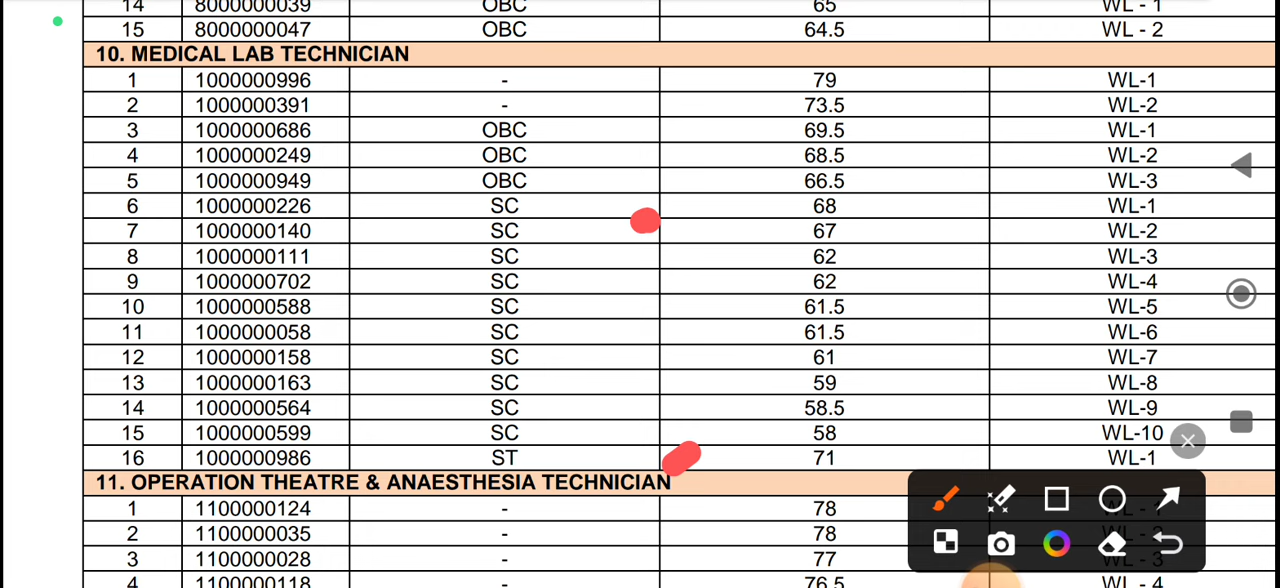 14 8000000039 OBC 65 WL - 1
15 8000000047 OBC 64.5 WL - 2
10. MEDICAL LAB TECHNICIAN
1 1000000996 - 79 WL-1
2 1000000391 - 73.5 WL-2
3 1000000686 OBC 69.5 WL-1
4 1000000249 OBC 68.5 WL-2
5 1000000949 OBC 66.5 WL-3
6 1000000226 SC 68 WL-1
7 1000000140 SC 67 WL-2
8 1000000111 SC 62 WL-3
9 1000000702 SC 62 WL-4
10 1000000588 SC 61.5 WL-5
11 1000000058 SC 61.5 WL-6
12 1000000158 SC 61 WL-7
13 1000000163 SC 59 WL-8
14 1000000564 SC 58.5 WL-9
15 1000000599 SC 58 WL-10
16 1000000986 ST 71 WL-1
11. OPERATION THEATRE & ANAESTHESIA TECHNICIAN
1 1100000124 - 78
2 1100000035 - 78
3 1100000028 - 77 WL - 3
4 1100000118 - 76.5 WL - 4